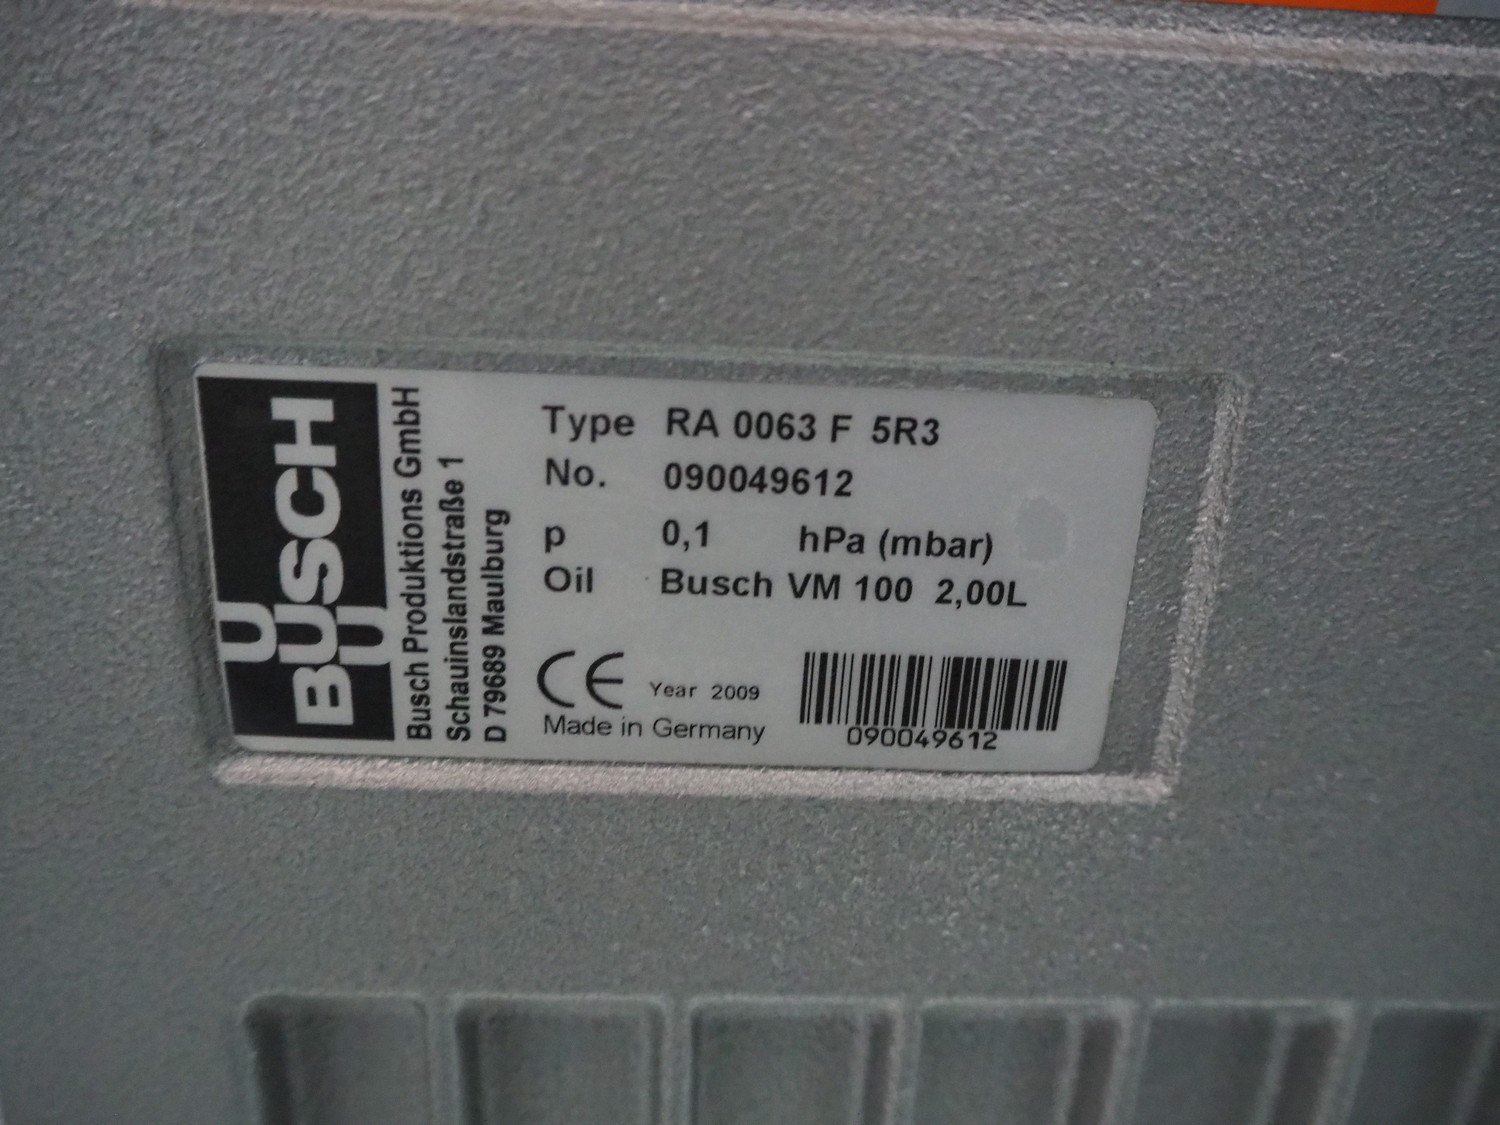 BUSCH
Busch Produktions GmbH
Schauinslandstraße 1
D 79689 Maulburg
Type RA 0063 F 5R3
No. 090049612
p 0,1 hPa (mbar)
Oil Busch VM 100 2,00L
CE Year 2009
Made in Germany
090049612